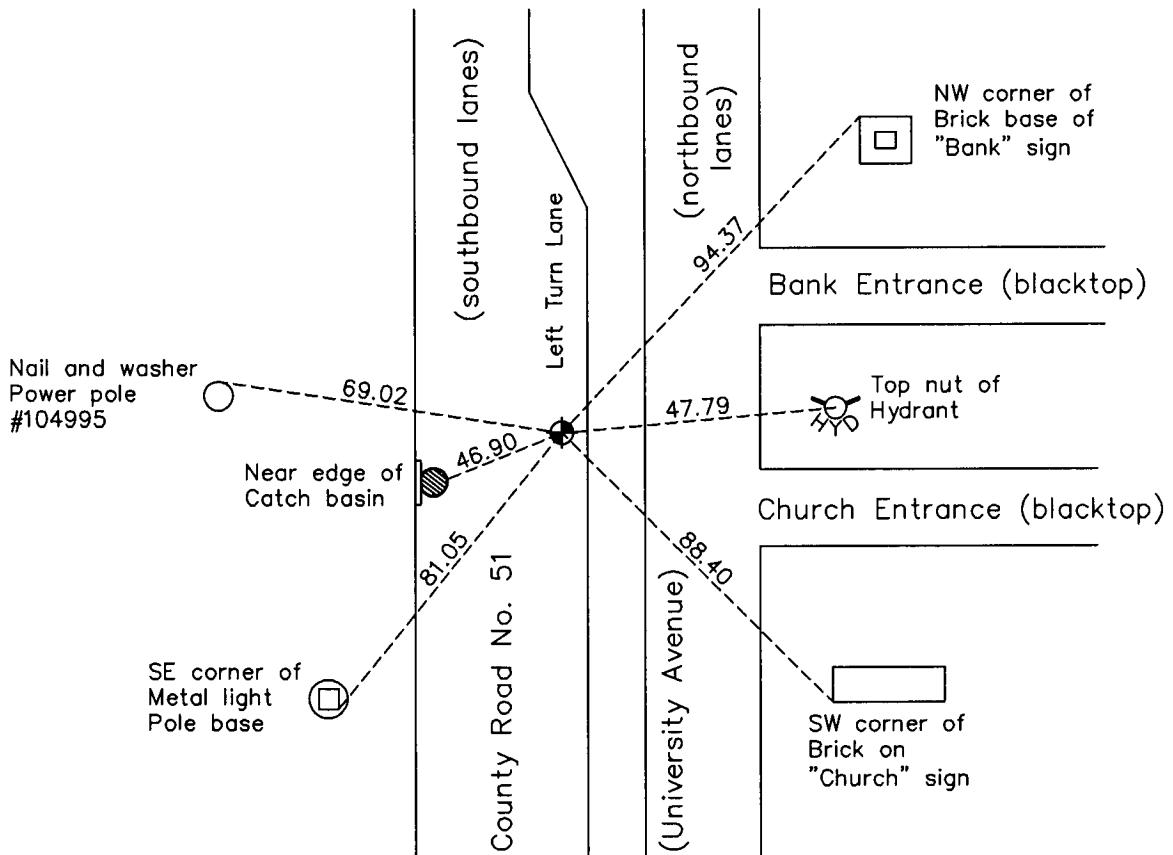 (southbound lanes)
Left Turn Lane
(northbound
lanes)
NW corner of
Brick base of
"Bank" sign
94.37
Bank Entrance (blacktop)
Nail and washer
Power pole
#104995
69.02
47.79
Top nut of
Hydrant
HYD
Near edge of
Catch basin
46.90
Church Entrance (blacktop)
81.05
88.40
County Road No. 51
(University Avenue)
SE corner of
Metal light
Pole base
SW corner of
Brick on
"Church" sign